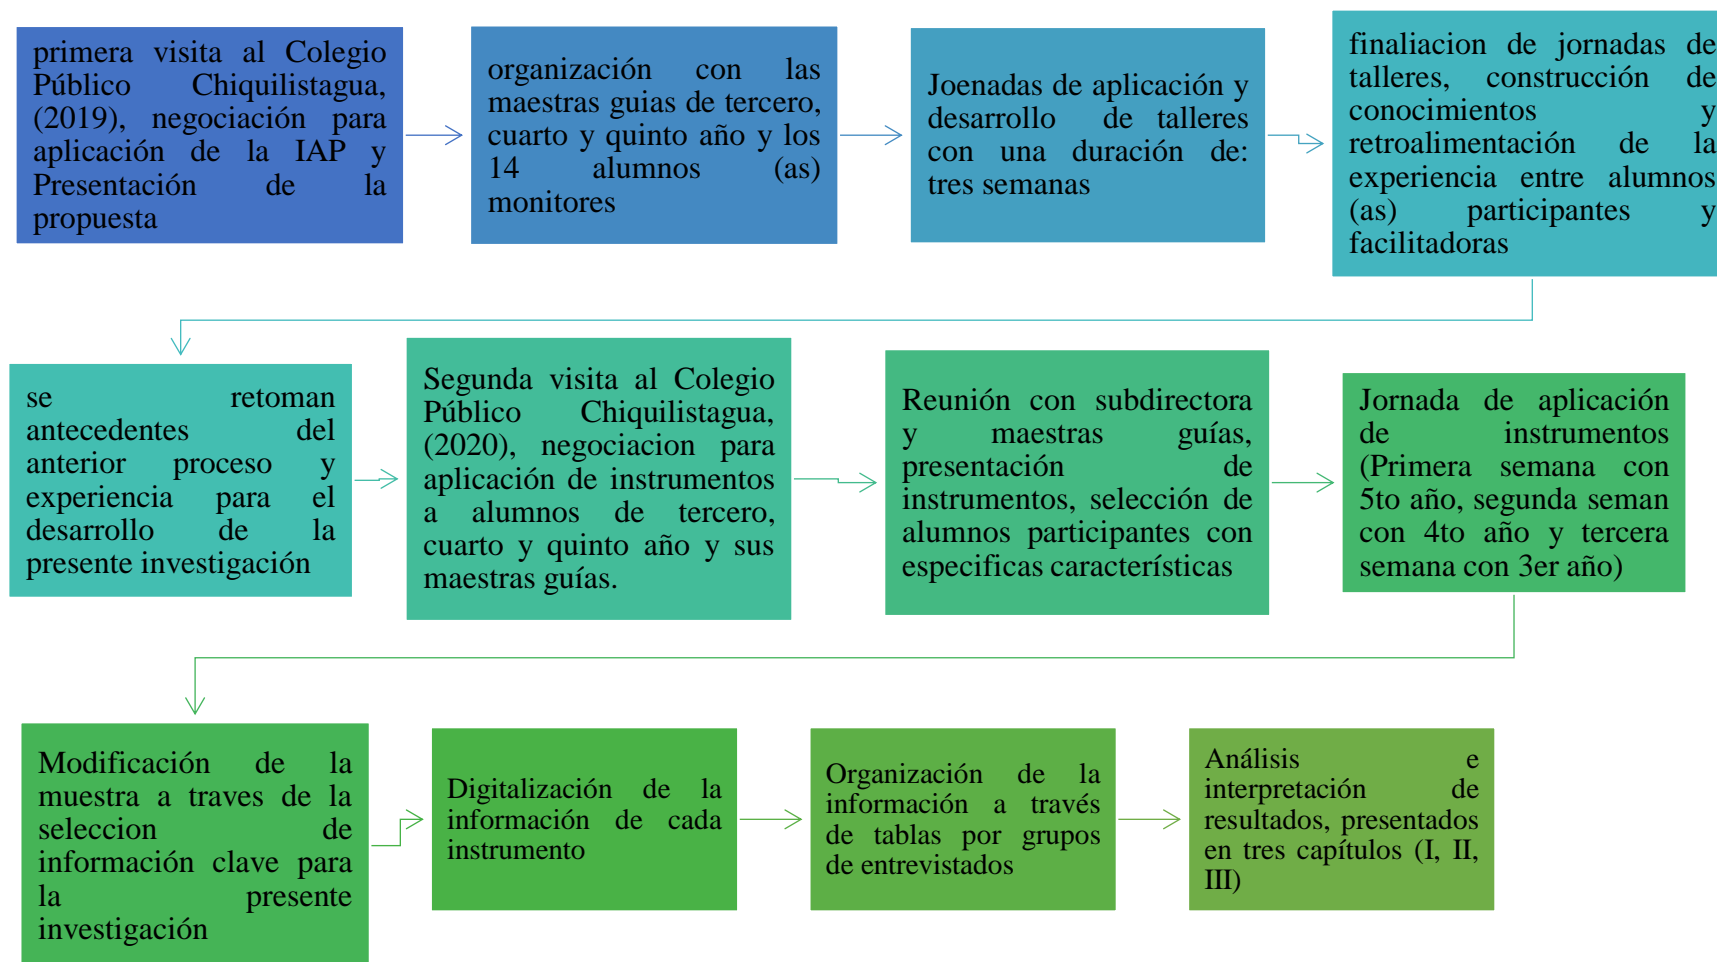 primera visita al Colegio
Público Chiquilistagua,
(2019), negociación para
aplicación de la IAP y
Presentación de la
propuesta
organización con las
maestras guias de tercero,
cuarto y quinto año y los
14 alumnos (as)
monitores
Joenadas de aplicación y
desarrollo de talleres
con una duración de:
tres semanas
finaliacion de jornadas de
talleres, construcción de
conocimientos y
retroalimentación de la
experiencia entre alumnos
(as) participantes y
facilitadoras
se retoman
antecedentes del
anterior proceso y
experiencia para el
desarrollo de la
presente investigación
Segunda visita al Colegio
Público Chiquilistagua,
(2020), negociacion para
aplicación de instrumentos
a alumnos de tercero,
cuarto y quinto año y sus
maestras guías.
Reunión con subdirectora
y maestras guías,
presentación de
instrumentos, selección de
alumnos participantes con
especificas características
Jornada de aplicación
de instrumentos
(Primera semana con
5to año, segunda seman
con 4to año y tercera
semana con 3er año)
Modificación de la
muestra a traves de la
seleccion de
información clave para
la presente
investigación
Digitalización de la
información de cada
instrumento
Organización de la
información a través
de tablas por grupos
de entrevistados
Análisis e
interpretación de
resultados, presentados
en tres capítulos (I, II,
III)